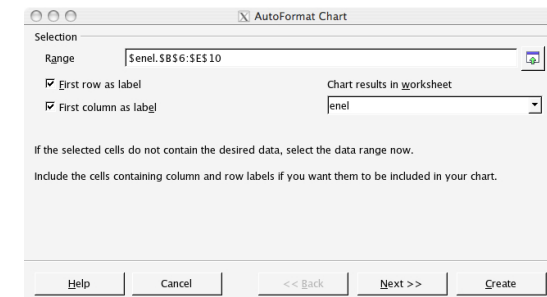 AutoFormat Chart
Selection
Range $enel.$B$6:$E$10
First row as label
Chart results in worksheet
First column as label
enel
If the selected cells do not contain the desired data, select the data range now.
Include the cells containing column and row labels if you want them to be included in your chart.
Help Cancel << Back Next >> Create